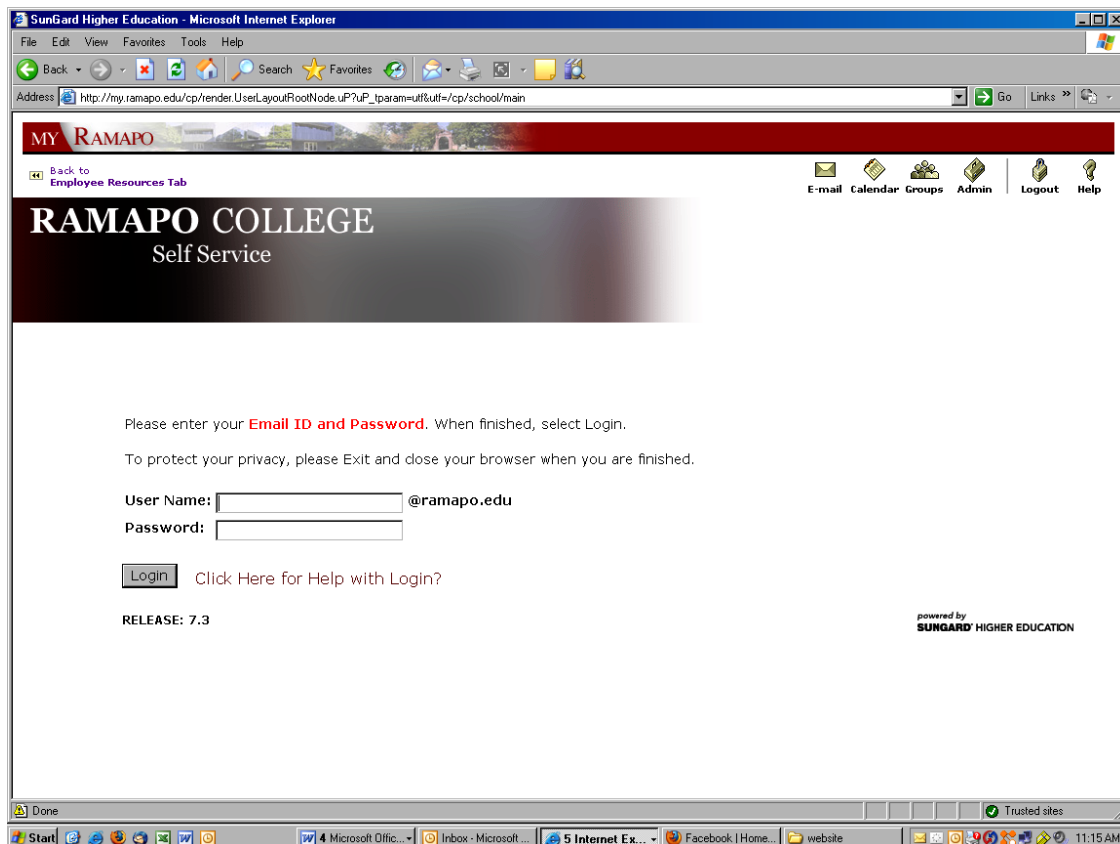 SunGard Higher Education - Microsoft Internet Explorer
File Edit View Favorites Tools Help
Back Search Favorites
Address http://my.ramapo.edu/cp/render.UserLayoutRootNode.uP?uP_tparam=utf&utf=/cp/school/main Go Links »
MY RAMAPO
Back to
Employee Resources Tab
E-mail Calendar Groups Admin Logout Help
RAMAPO COLLEGE
Self Service
Please enter your Email ID and Password. When finished, select Login.
To protect your privacy, please Exit and close your browser when you are finished.
User Name: @ramapo.edu
Password:
Login Click Here for Help with Login?
RELEASE: 7.3
powered by
SUNGARD' HIGHER EDUCATION
Done Trusted sites
Start 4 Microsoft Offic... Inbox - Microsoft ... 5 Internet Ex... Facebook | Home... website 11:15 AM